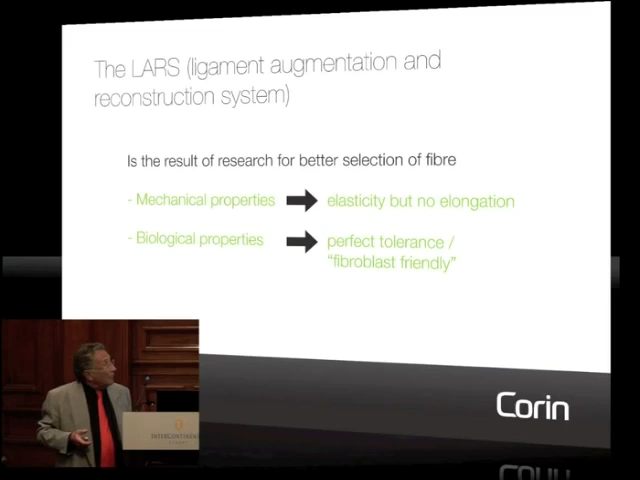 The LARS (ligament augmentation and
reconstruction system)
Is the result of research for better selection of fibre
- Mechanical properties
elasticity but no elongation
- Biological properties
perfect tolerance /
"fibroblast friendly"
Corin